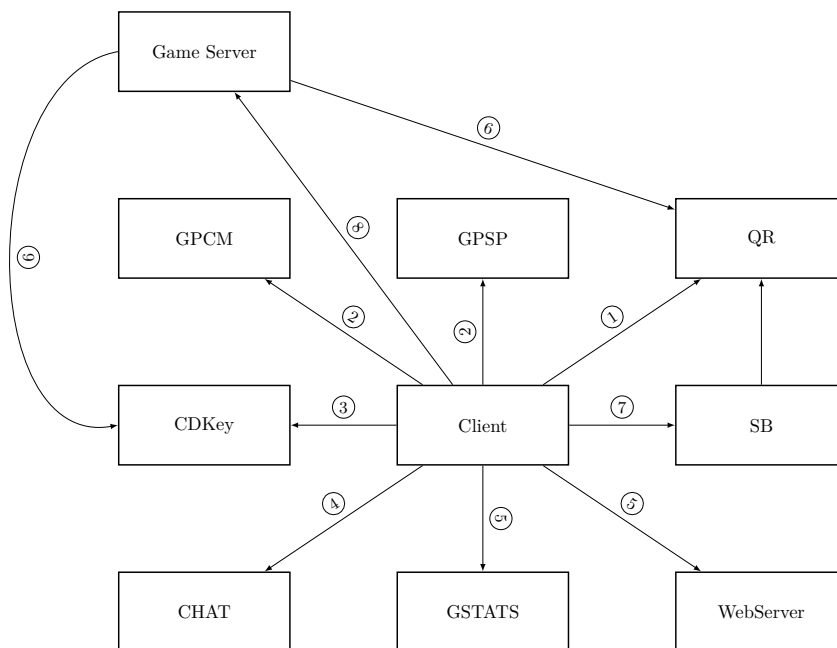 Game Server
6
GPCM
8
GPSP
QR
9
2
2
1
CDKey
3
Client
7
SB
4
5
5
CHAT
GSTATS
WebServer